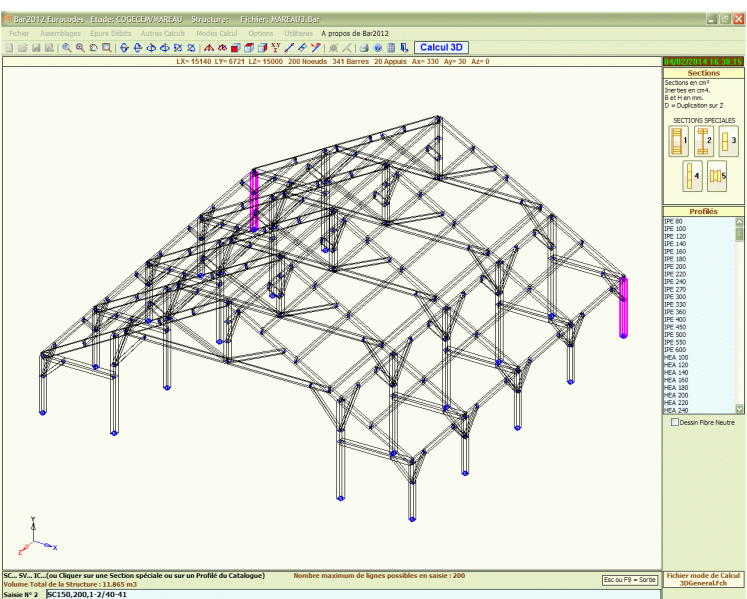 Bar2012 Eurocodes Etude: COGECEM/MAREAU Structure: Fichier: MAREAU3.Bar
Fichier Assemblages Epure Débits Autres Calculs Modes Calcul Options Utilitaires A propos de Bar2012
Calcul 3D
LX= 15140 LY= 6721 LZ= 15000 200 Noeuds 341 Barres 20 Appuis Ax= 330 Ay= 30 Az= 0
04/02/2014 16:38:15
Sections
Sections en cm²
Inerties en cm4.
B et H en mm.
D = Duplication sur Z
SECTIONS SPECIALES
1 2 3
4 5
Profilés
IPE 80
IPE 100
IPE 120
IPE 140
IPE 160
IPE 180
IPE 200
IPE 220
IPE 240
IPE 270
IPE 300
IPE 330
IPE 360
IPE 400
IPE 450
IPE 500
IPE 550
IPE 600
HEA 100
HEA 120
HEA 140
HEA 160
HEA 180
HEA 200
HEA 220
HEA 240
Dessin Fibre Neutre
Y
Z X
SC... SV... IC...(ou Cliquer sur une Section spéciale ou sur un Profilé du Catalogue) Nombre maximum de lignes possibles en saisie : 200
Volume Total de la Structure : 11.865 m3
Esc ou F9 = Sortie
Fichier mode de Calcul
3DGeneral.Fch
Saisie N° 2 SC150,200,1-2/40-41